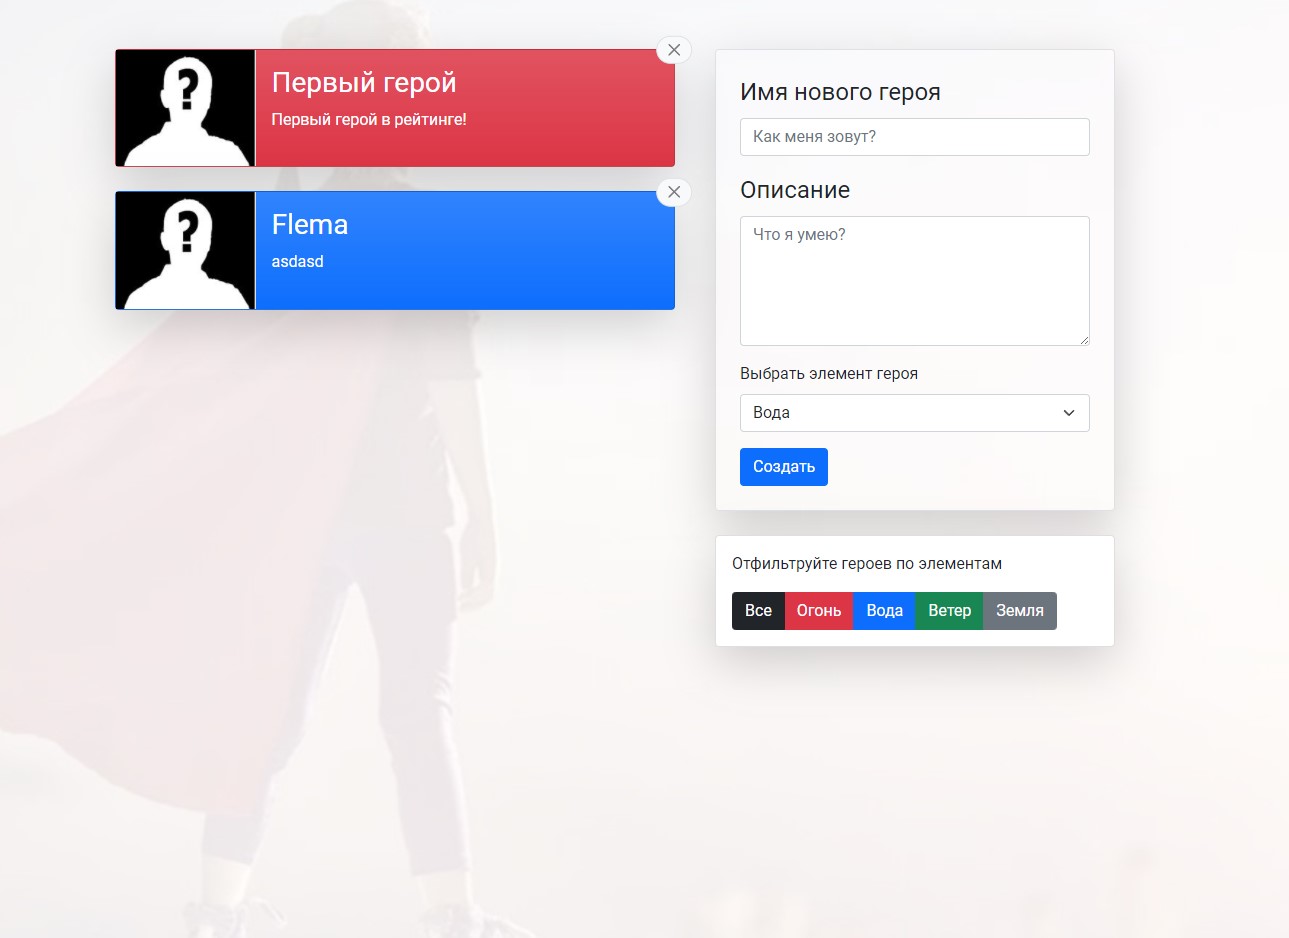 Первый герой
Первый герой в рейтинге!
Flema
asdasd
Имя нового героя
Как меня зовут?
Описание
Что я умею?
Выбрать элемент героя
Вода
Создать
Отфильтруйте героев по элементам
Все Огонь Вода Ветер Земля